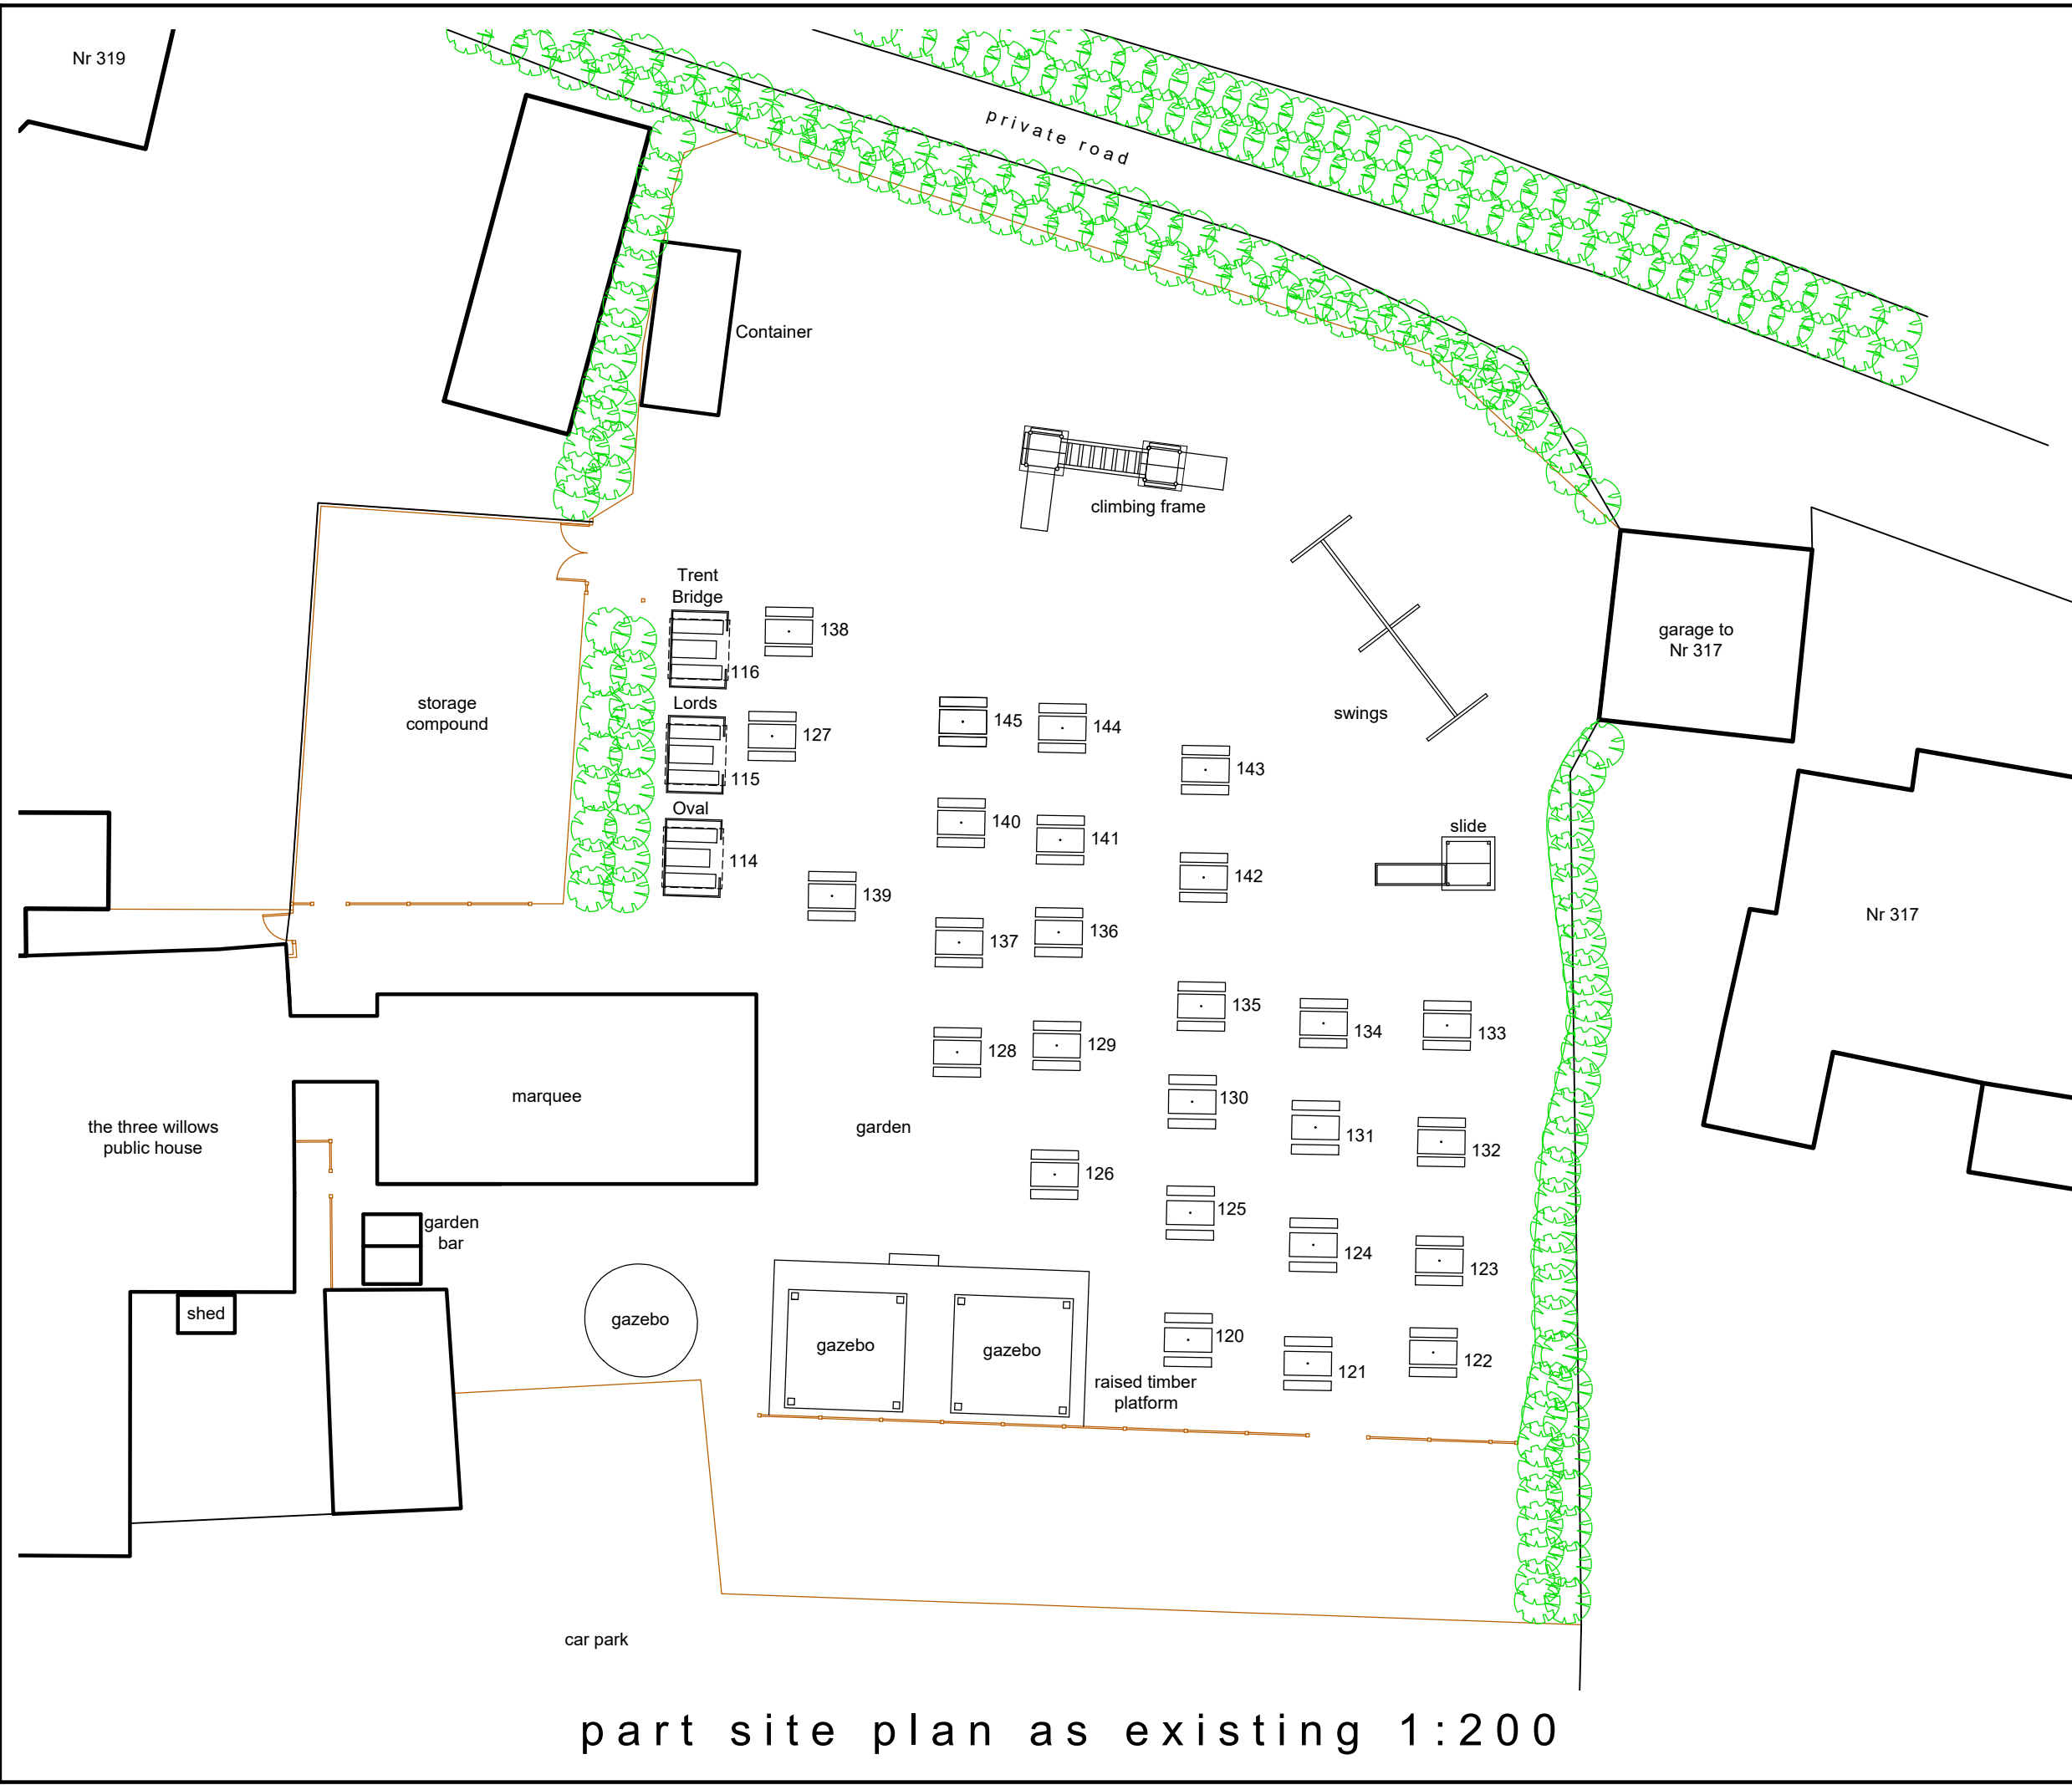 Nr 319
private road
Container
climbing frame
Trent
Bridge
138
116
garage to
Nr 317
storage
compound
Lords
127
115
145
144
swings
143
Oval
114
140
141
slide
142
139
137
136
Nr 317
135
134
133
128
129
marquee
130
131
132
the three willows
public house
garden
126
125
garden
bar
124
123
shed
gazebo
gazebo
gazebo
120
121
122
raised timber
platform
car park
part site plan as existing 1:200